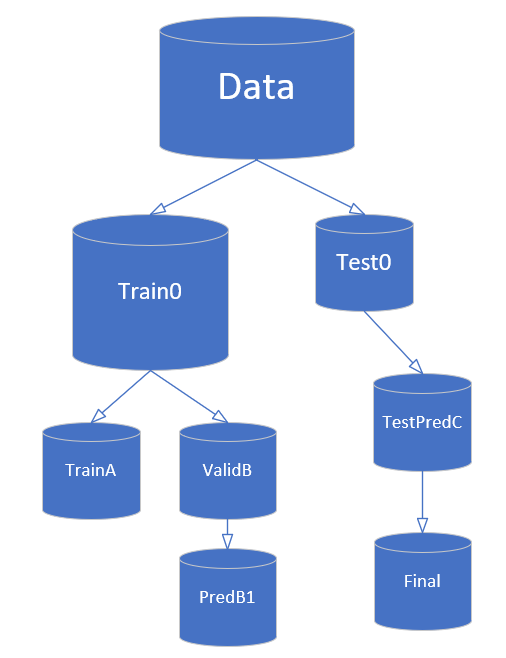 Data
Train0
Test0
TestPredC
TrainA
ValidB
Final
PredB1